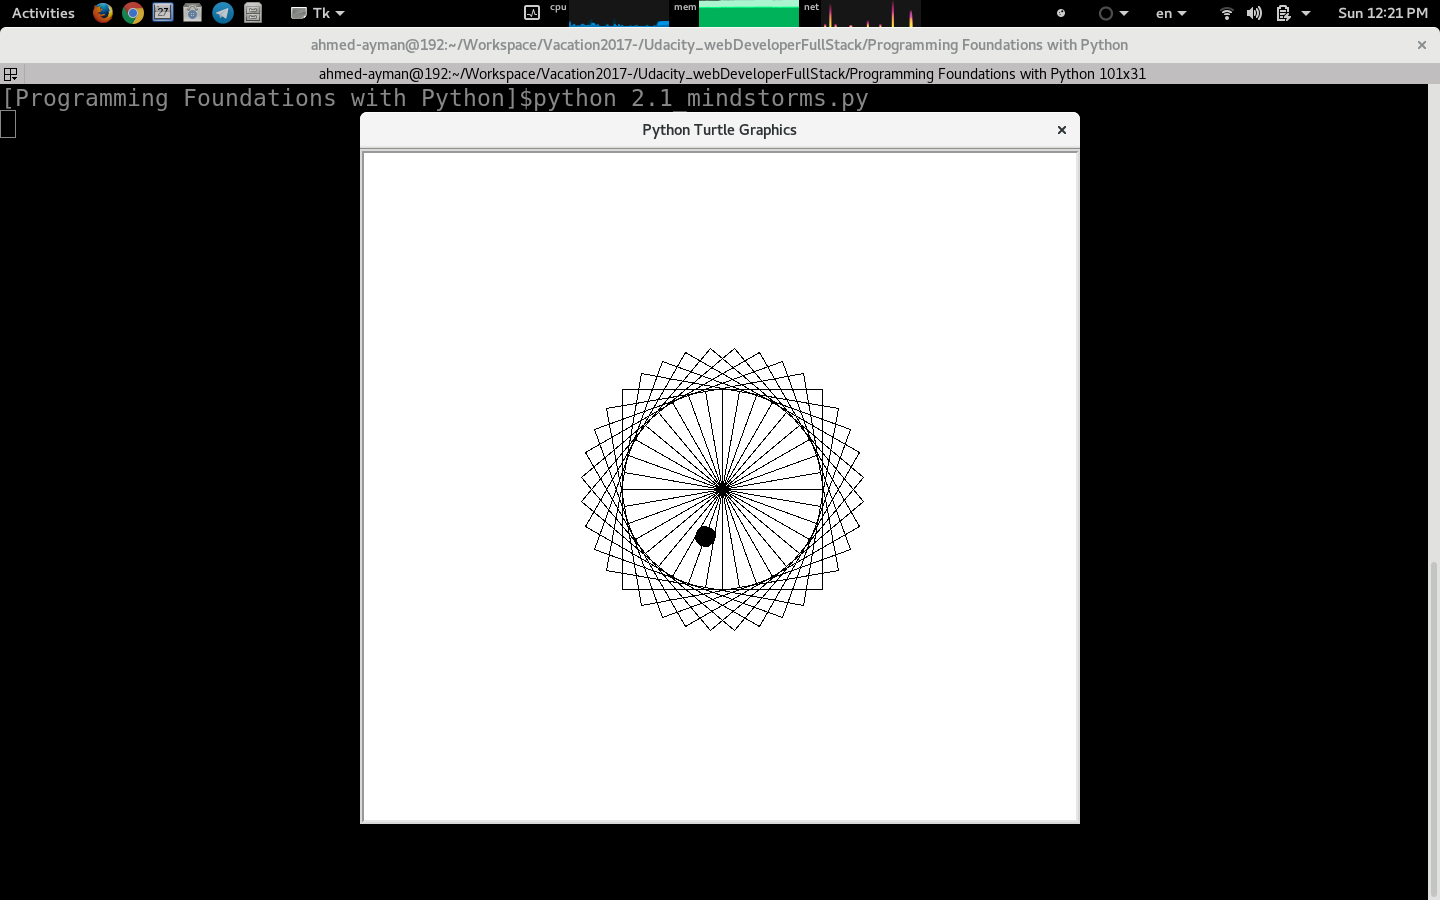 Activities
27
Tk
cpu
mem
net
en
Sun 12:21 PM
ahmed-ayman@192:~/Workspace/Vacation2017-/Udacity_webDeveloperFullStack/Programming Foundations with Python
ahmed-ayman@192:~/Workspace/Vacation2017-/Udacity_webDeveloperFullStack/Programming Foundations with Python 101x31
[Programming Foundations with Python]$python 2.1_mindstorms.py
Python Turtle Graphics